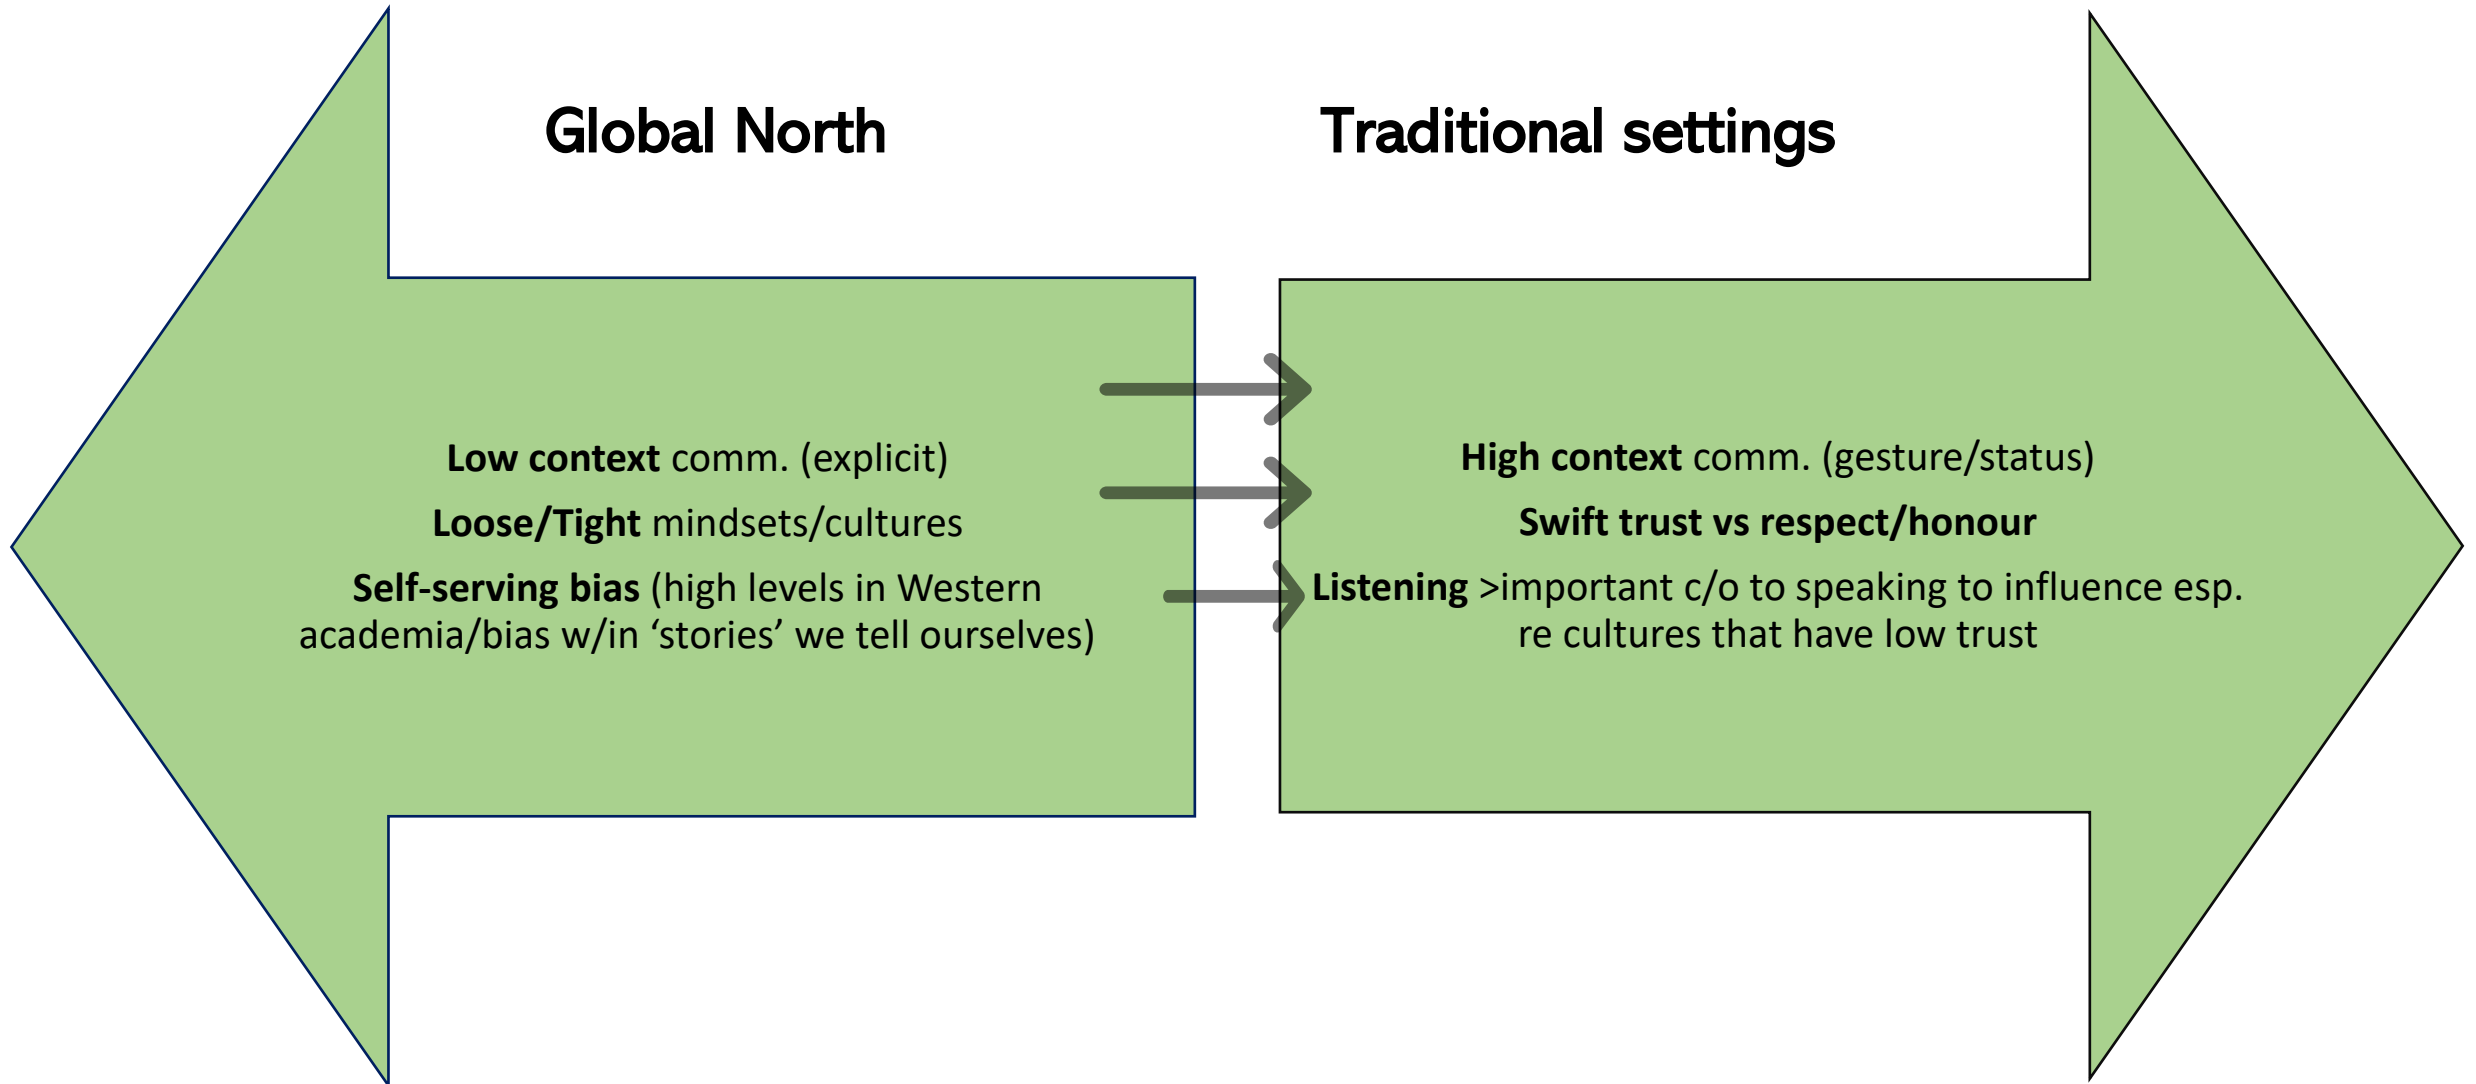 Global North
Traditional settings
Low context comm. (explicit)
Loose/Tight mindsets/cultures
Self-serving bias (high levels in Western
academia/bias w/in ‘stories’ we tell ourselves)
High context comm. (gesture/status)
Swift trust vs respect/honour
Listening >important c/o to speaking to influence esp.
re cultures that have low trust